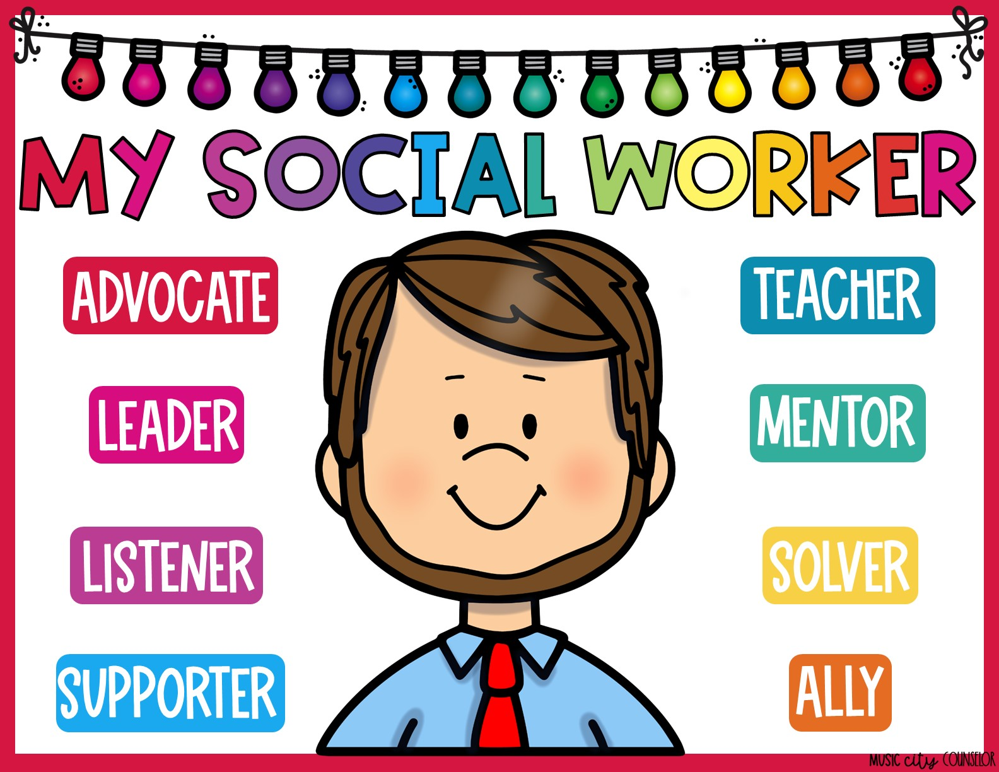 MY SOCIAL WORKER
ADVOCATE
TEACHER
LEADER
MENTOR
LISTENER
SOLVER
SUPPORTER
ALLY
MUSIC city COUNSELOR